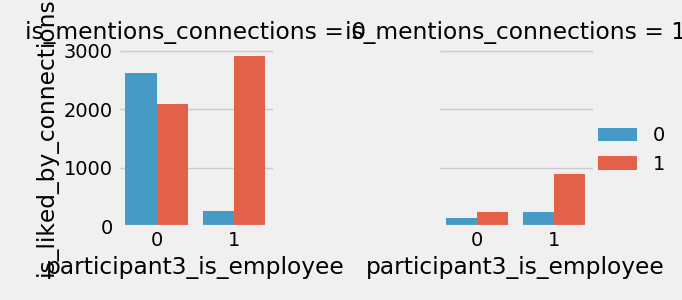 is_mentions_connections = 0
is_mentions_connections = 1
is_liked_by_connections
3000
2000
1000
0
0 1
0 1
participant3_is_employee
participant3_is_employee
0
1